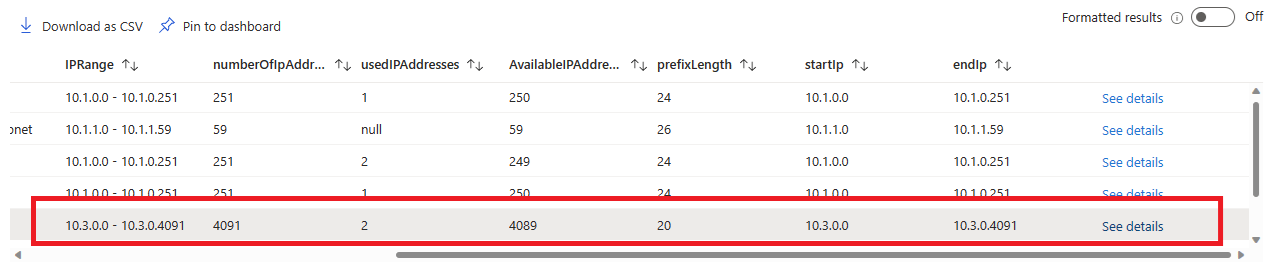 Formatted results Off
Download as CSV Pin to dashboard
IPRange numberOfIpAddr... usedIPAddresses AvailableIPAddre... prefixLength startIp endIp
10.1.0.0 - 10.1.0.251 251 1 250 24 10.1.0.0 10.1.0.251 See details
onet 10.1.1.0 - 10.1.1.59 59 null 59 26 10.1.1.0 10.1.1.59 See details
10.1.0.0 - 10.1.0.251 251 2 249 24 10.1.0.0 10.1.0.251 See details
10.1.0.0 - 10.1.0.251 251 1 250 24 10.1.0.0 10.1.0.251 See details
10.3.0.0 - 10.3.0.4091 4091 2 4089 20 10.3.0.0 10.3.0.4091 See details